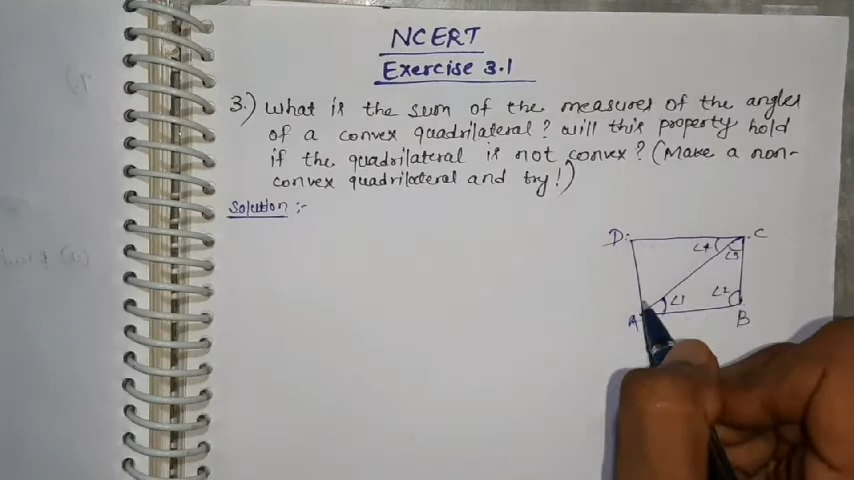 NCERT
Exercise 3.1
3.) What is the sum of the measures of the angles
of a convex quadrilateral? will this property hold
if the quadrilateral is not convex? (Make a non-
convex quadrilateral and try!)
Solution :-
D
C
∠4
∠3
∠1
∠2
A
B